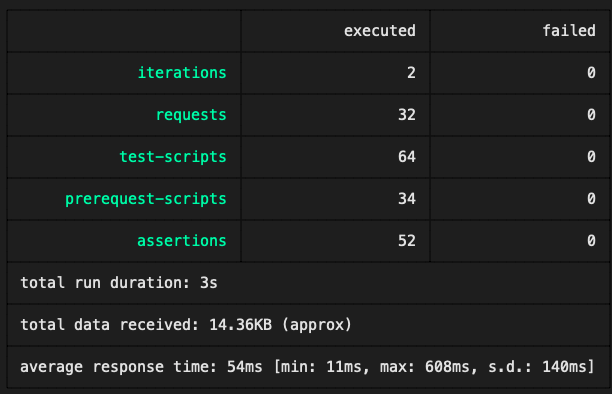 executed failed
iterations 2 0
requests 32 0
test-scripts 64 0
prerequest-scripts 34 0
assertions 52 0
total run duration: 3s
total data received: 14.36KB (approx)
average response time: 54ms [min: 11ms, max: 608ms, s.d.: 140ms]